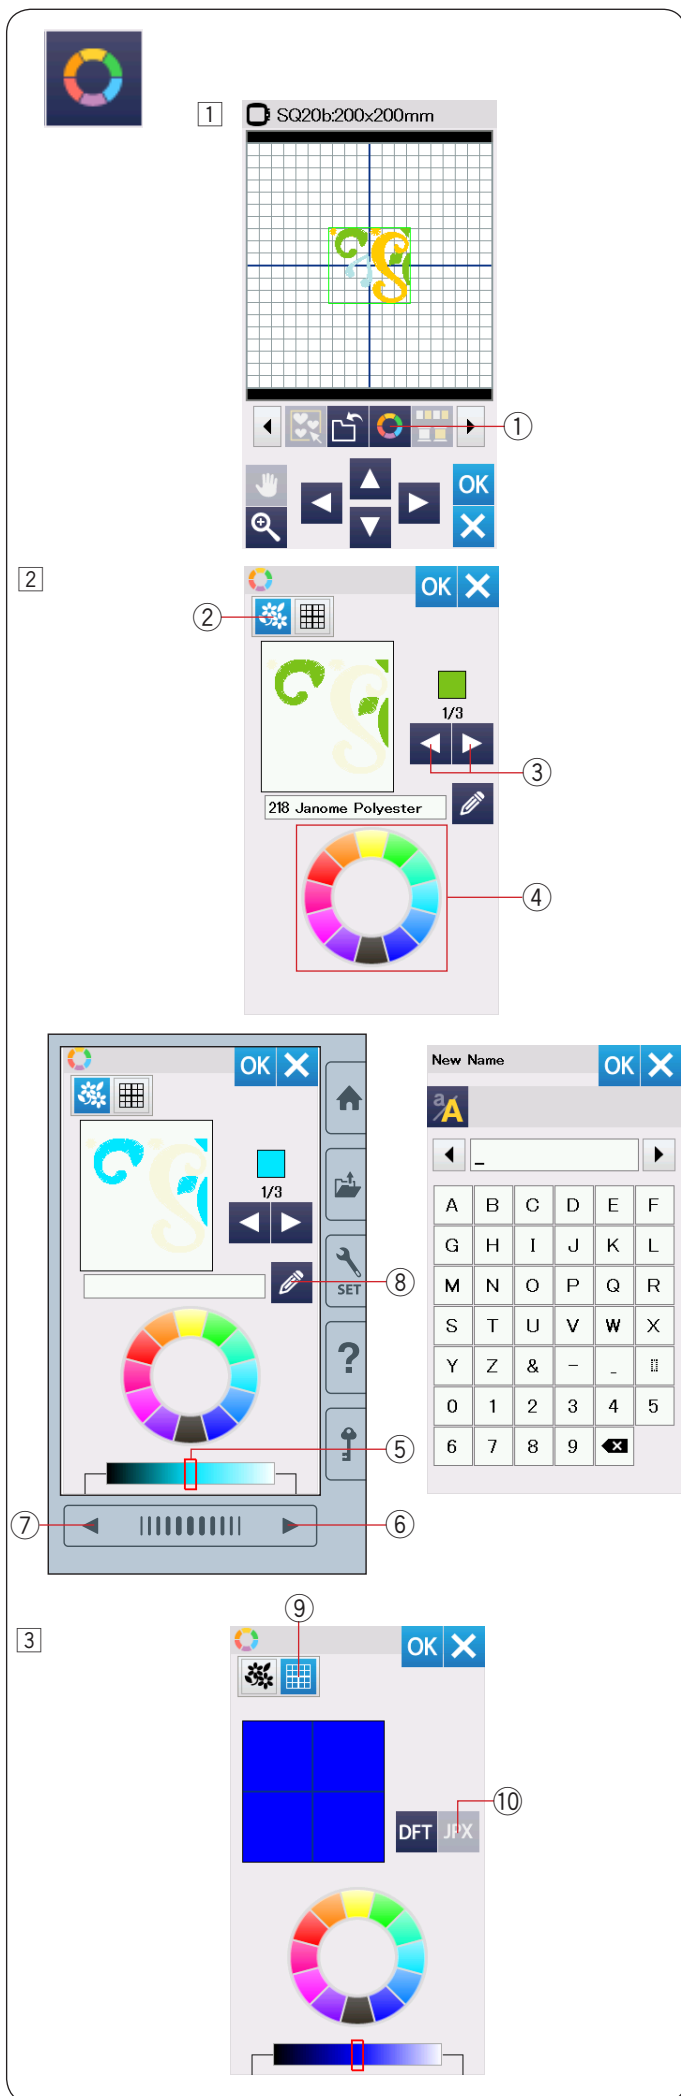 1
SQ20b:200x200mm
①
OK
2
OK
②
1/3
③
218 Janome Polyester
④
OK
1/3
SET
⑧
⑤
⑦
⑥
New Name
OK
a
A
_
A B C D E F
G H I J K L
M N O P Q R
S T U V W X
Y Z & – _
0 1 2 3 4 5
6 7 8 9
⑨
3
OK
⑩
DFT JPX